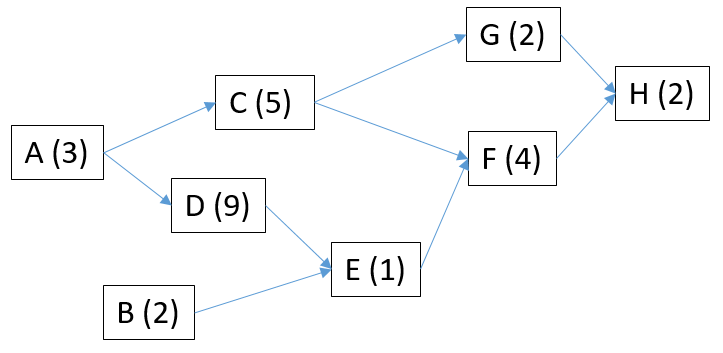 G (2)
H (2)
C (5)
A (3)
F (4)
D (9)
E (1)
B (2)